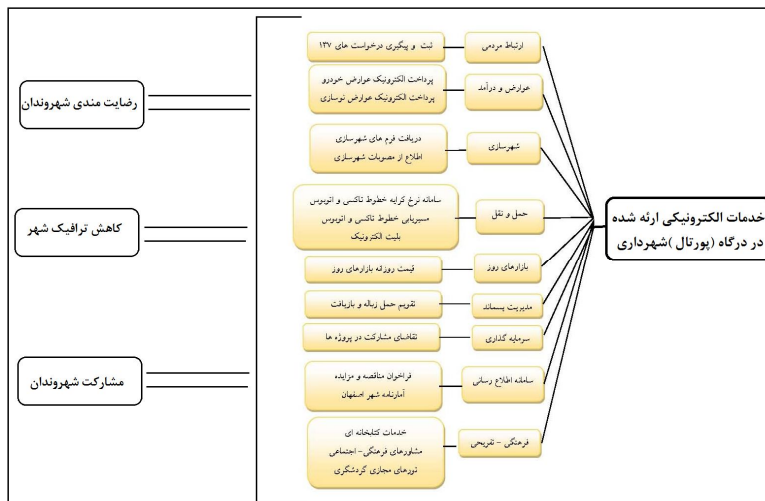 خدمات الکترونیکی ارئه شده
در درگاه (پورتال )شهرداری
ارتباط مردمی
ثبت و پیگیری درخواست های ۱۳۷
عوارض و درآمد
پرداخت الکترونیک عوارض خودرو
پرداخت الکترونیک عوارض نوسازی
شهرسازی
دریافت فرم های شهرسازی
اطلاع از مصوبات شهرسازی
حمل و نقل
سامانه نرخ کرایه خطوط تاکسی و اتوبوس
مسیریابی خطوط تاکسی و اتوبوس
بلیت الکترونیک
بازارهای روز
قیمت روزانه بازارهای روز
مدیریت پسماند
تقویم حمل زباله و بازیافت
سرمایه گذاری
تقاضای مشارکت در پروژه ها
سامانه اطلاع رسانی
فراخوان مناقصه و مزایده
آمارنامه شهر اصفهان
فرهنگی - تفریحی
خدمات کتابخانه ای
مشاورهای فرهنگی- اجتماعی
تورهای مجازی گردشگری
رضایت مندی شهروندان
کاهش ترافیک شهر
مشارکت شهروندان